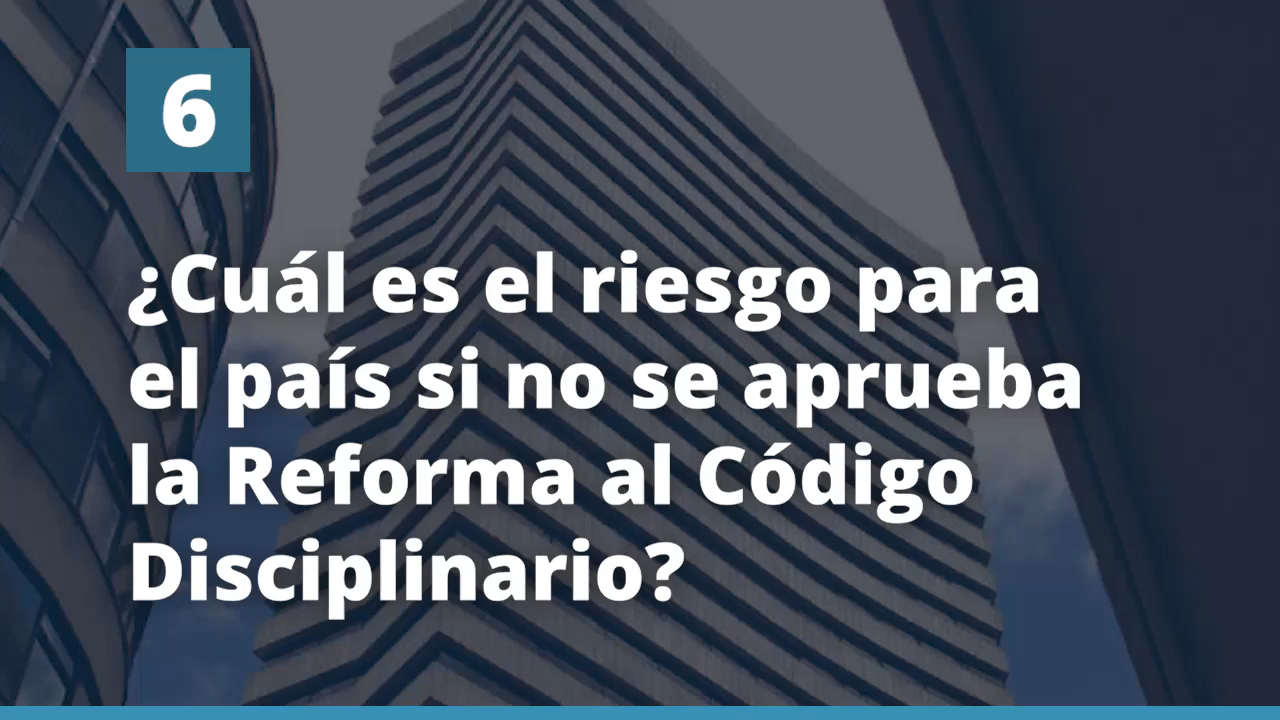 6
¿Cuál es el riesgo para
el país si no se aprueba
la Reforma al Código
Disciplinario?